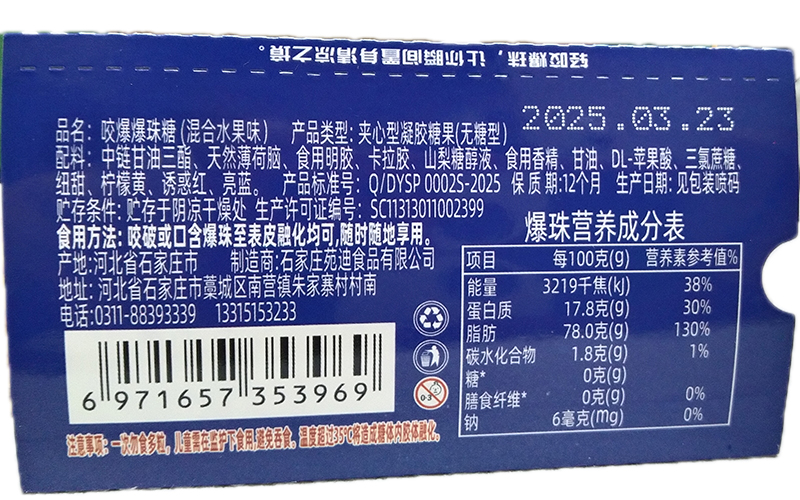 轻咬爆珠，让你瞬间置身清凉之境。
2025.03.23
品名：咬爆爆珠糖(混合水果味) 产品类型：夹心型凝胶糖果(无糖型)
配料：中链甘油三酯、天然薄荷脑、食用明胶、卡拉胶、山梨糖醇液、食用香精、甘油、DL-苹果酸、三氯蔗糖、
纽甜、柠檬黄、诱惑红、亮蓝。 产品标准号：Q/DYSP 0002S-2025 保质期:12个月 生产日期:见包装喷码
贮存条件：贮存于阴凉干燥处 生产许可证编号：SC11313011002399
食用方法：咬破或口含爆珠至表皮融化均可,随时随地享用。
产地：河北省石家庄市 制造商：石家庄苑迪食品有限公司
地址：河北省石家庄市藁城区南营镇朱家寨村村南
电话:0311-88393339 13315153233
6 971657 353969
0-3
注意事项：一次勿食多粒，儿童需在监护下食用,避免吞食。温度超过35℃将造成糖体内胶体融化。
爆珠营养成分表
项目 每100克(g) 营养素参考值%
能量 3219千焦(kJ) 38%
蛋白质 17.8克(g) 30%
脂肪 78.0克(g) 130%
碳水化合物 1.8克(g) 1%
糖* 0克(g)
膳食纤维* 0克(g) 0%
钠 6毫克(mg) 0%